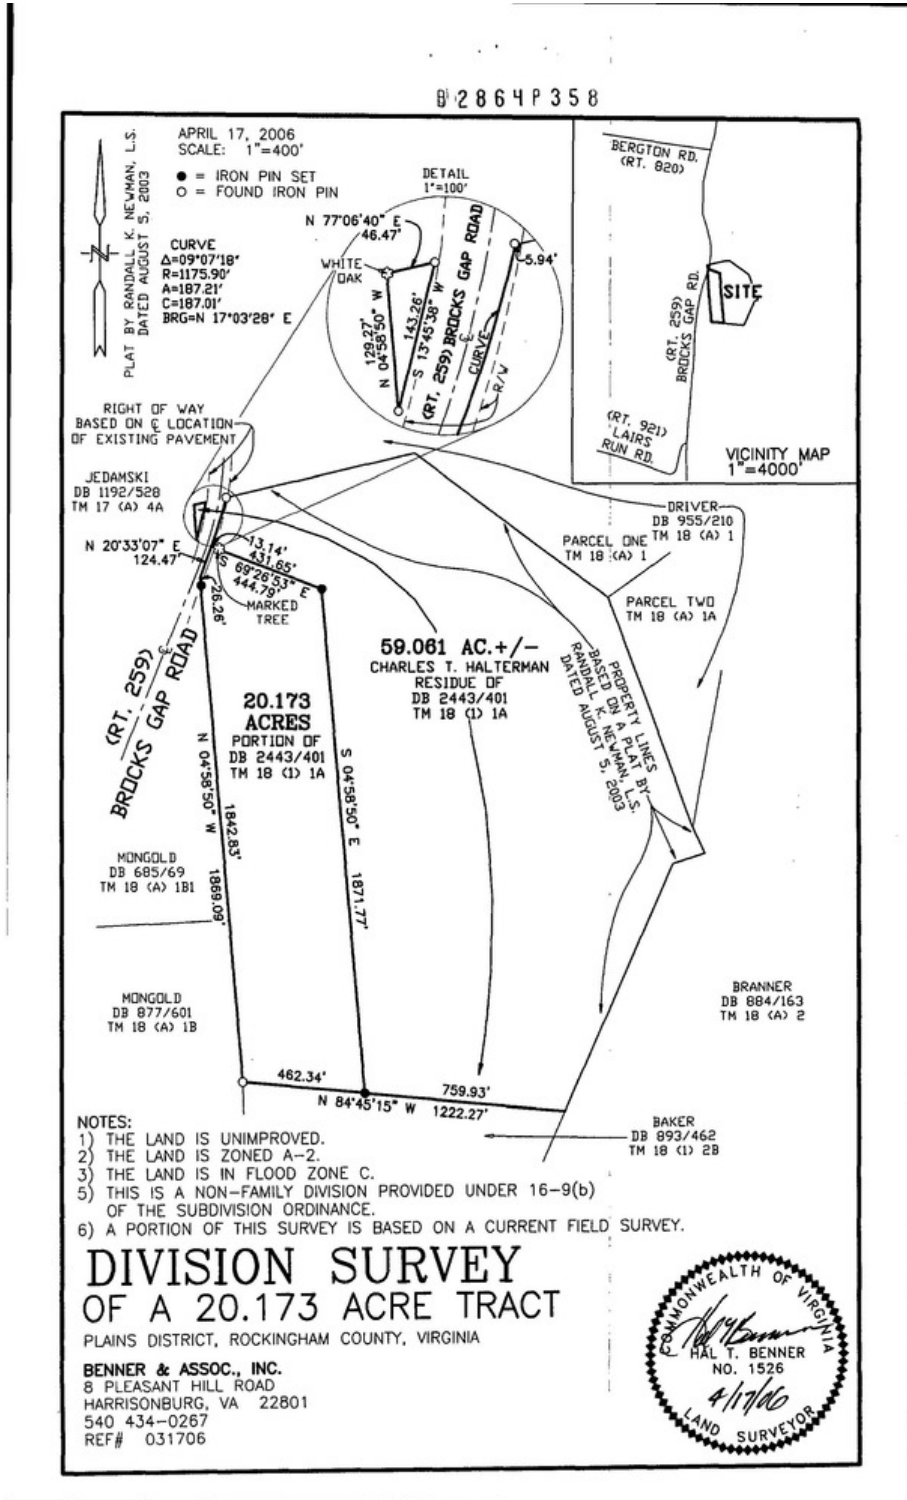 B 2864P358
PLAT BY RANDALL K. NEWMAN, L.S.
DATED AUGUST 5, 2003
APRIL 17, 2006
SCALE: 1"=400'
● = IRON PIN SET
○ = FOUND IRON PIN
CURVE
Δ=09°07'18"
R=1175.90'
A=187.21'
C=187.01'
BRG=N 17°03'28" E
DETAIL
1"=100'
N 77°06'40" E
46.47'
WHITE
OAK
129.27'
N 04°58'50" W
143.26'
S 13°45'38" W
(RT. 259) BROCKS GAP ROAD
℄
CURVE
R/W
5.94'
BERGTON RD.
(RT. 820)
SITE
(RT. 259)
BROCKS GAP RD.
(RT. 921)
LAIRS
RUN RD.
VICINITY MAP
1"=4000'
RIGHT OF WAY
BASED ON ℄ LOCATION
OF EXISTING PAVEMENT
JEDAMSKI
DB 1192/528
TM 17 (A) 4A
N 20°33'07" E
124.47'
13.14'
431.65'
S 69°26'53" E
444.79'
26.26'
MARKED
TREE
DRIVER
DB 955/210
TM 18 (A) 1
PARCEL ONE
TM 18 (A) 1
PARCEL TWO
TM 18 (A) 1A
59.061 AC.+/-
CHARLES T. HALTERMAN
RESIDUE OF
DB 2443/401
TM 18 (1) 1A
PROPERTY LINES
BASED ON A PLAT BY
RANDALL K. NEWMAN, L.S.
DATED AUGUST 5, 2003
(RT. 259) ℄
BROCKS GAP ROAD
20.173
ACRES
PORTION OF
DB 2443/401
TM 18 (1) 1A
N 04°58'50" W
1842.83'
1869.09'
S 04°58'50" E
1871.77'
MONGOLD
DB 685/69
TM 18 (A) 1B1
MONGOLD
DB 877/601
TM 18 (A) 1B
BRANNER
DB 884/163
TM 18 (A) 2
462.34'
759.93'
N 84°45'15" W 1222.27'
BAKER
DB 893/462
TM 18 (1) 2B
NOTES:
1) THE LAND IS UNIMPROVED.
2) THE LAND IS ZONED A-2.
3) THE LAND IS IN FLOOD ZONE C.
5) THIS IS A NON-FAMILY DIVISION PROVIDED UNDER 16-9(b)
OF THE SUBDIVISION ORDINANCE.
6) A PORTION OF THIS SURVEY IS BASED ON A CURRENT FIELD SURVEY.
DIVISION SURVEY
OF A 20.173 ACRE TRACT
PLAINS DISTRICT, ROCKINGHAM COUNTY, VIRGINIA
BENNER & ASSOC., INC.
8 PLEASANT HILL ROAD
HARRISONBURG, VA 22801
540 434-0267
REF# 031706
COMMONWEALTH OF VIRGINIA
Hal T Benner
HAL T. BENNER
NO. 1526
4/17/06
LAND SURVEYOR